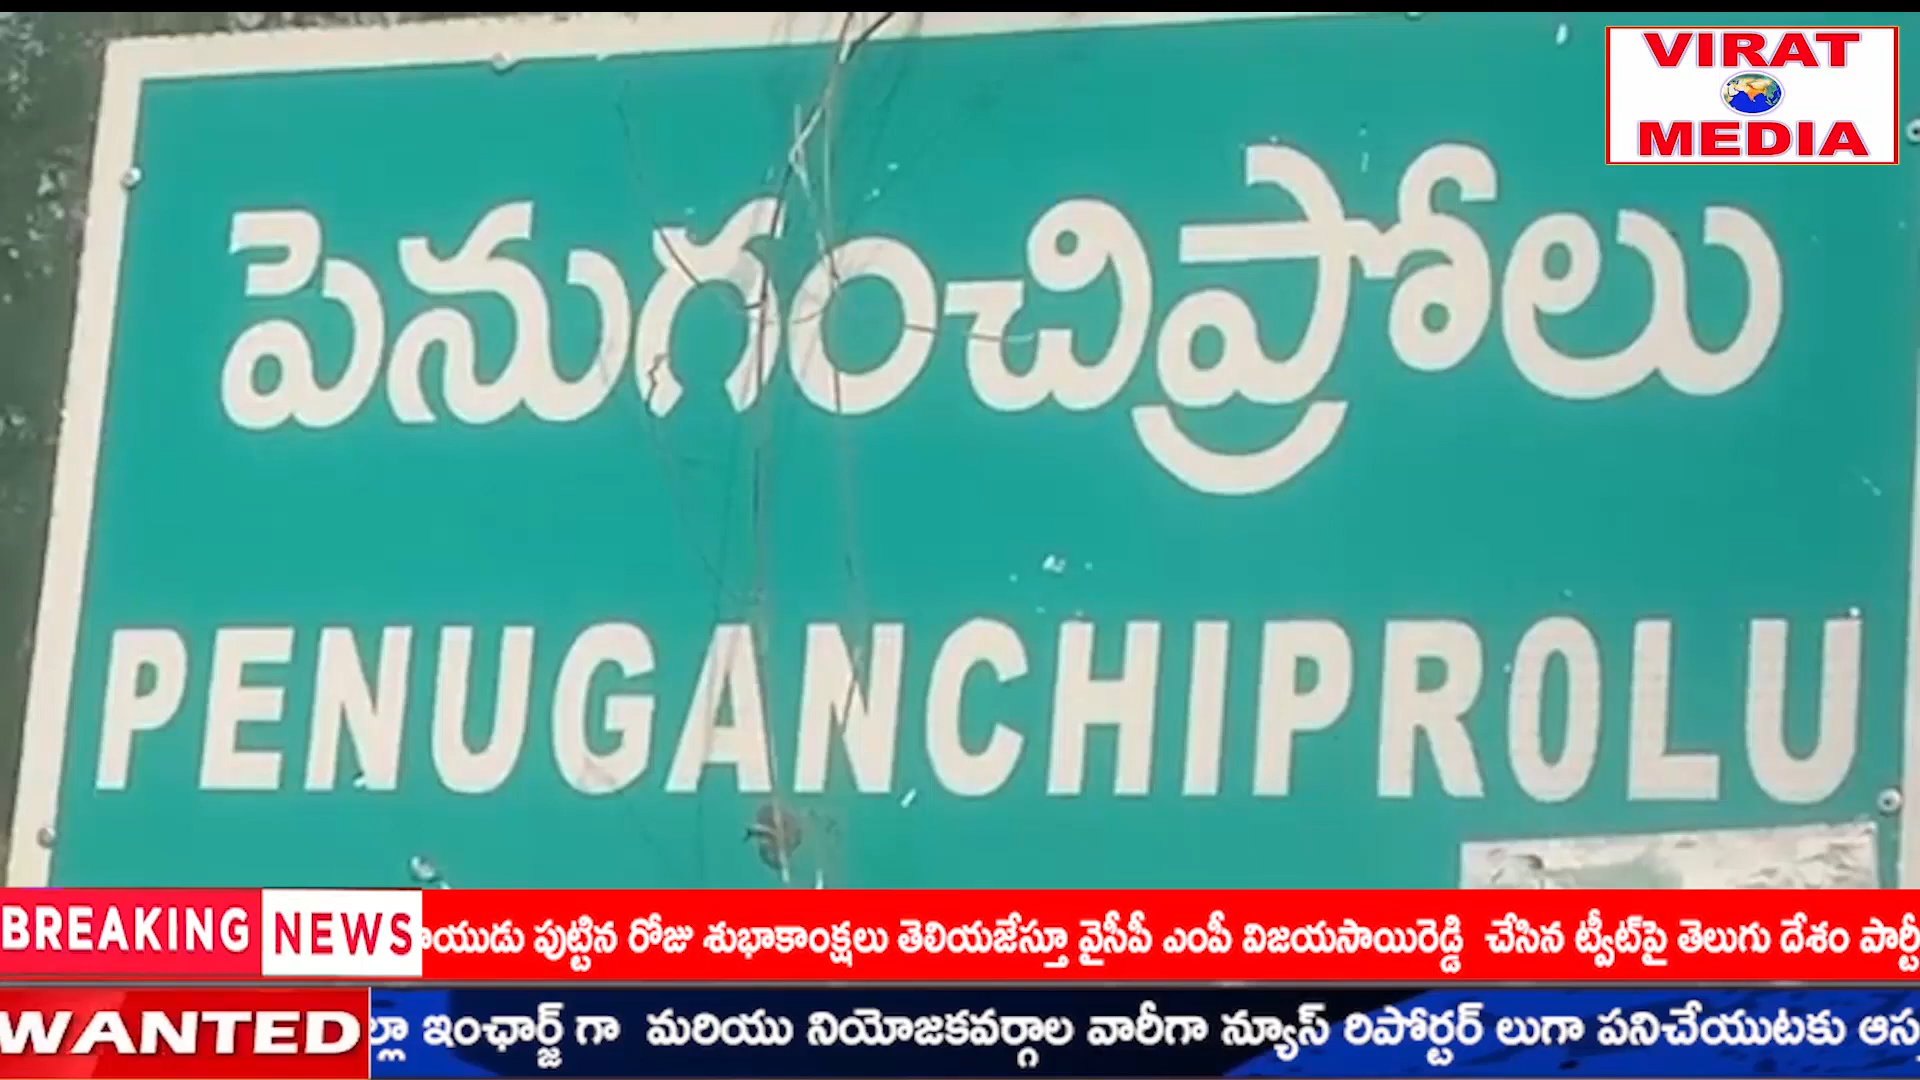 VIRAT
MEDIA
పెనుగంచిప్రోలు
PENUGANCHIPROLU
BREAKING NEWS
పుట్టిన రోజు శుభాకాంక్షలు తెలియజేస్తూ వైసీపీ ఎంపీ విజయసాయిరెడ్డి చేసిన ట్వీట్‌పై తెలుగు దేశం పార్టీ
WANTED
ఇంఛార్జ్ గా మరియు నియోజకవర్గాల వారీగా న్యూస్ రిపోర్టర్ లుగా పనిచేయుటకు